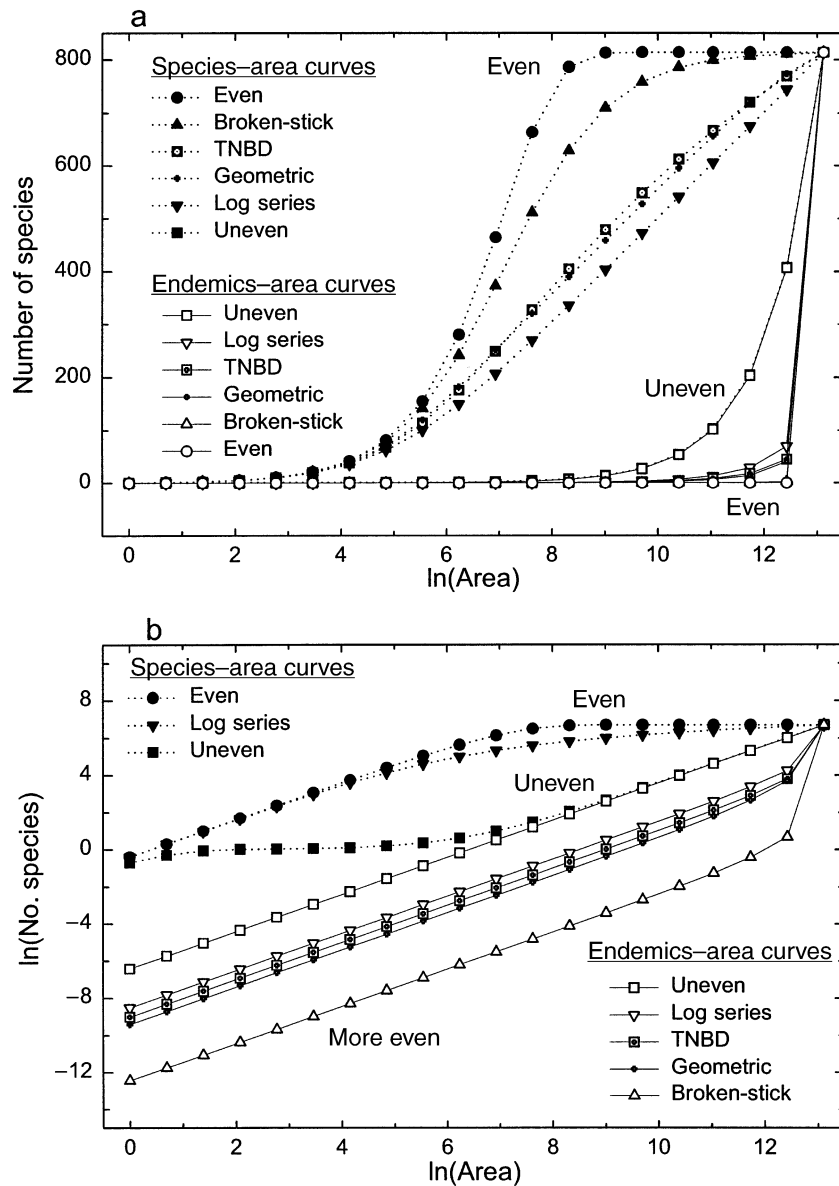 a
800
600
400
200
0
Number of species
Species–area curves
Even
Broken-stick
TNBD
Geometric
Log series
Uneven
Endemics–area curves
Uneven
Log series
TNBD
Geometric
Broken-stick
Even
Even
Uneven
Even
0 2 4 6 8 10 12
ln(Area)
b
8
4
0
−4
−8
−12
ln(No. species)
Species–area curves
Even
Log series
Uneven
Even
Uneven
More even
Endemics–area curves
Uneven
Log series
TNBD
Geometric
Broken-stick
0 2 4 6 8 10 12
ln(Area)